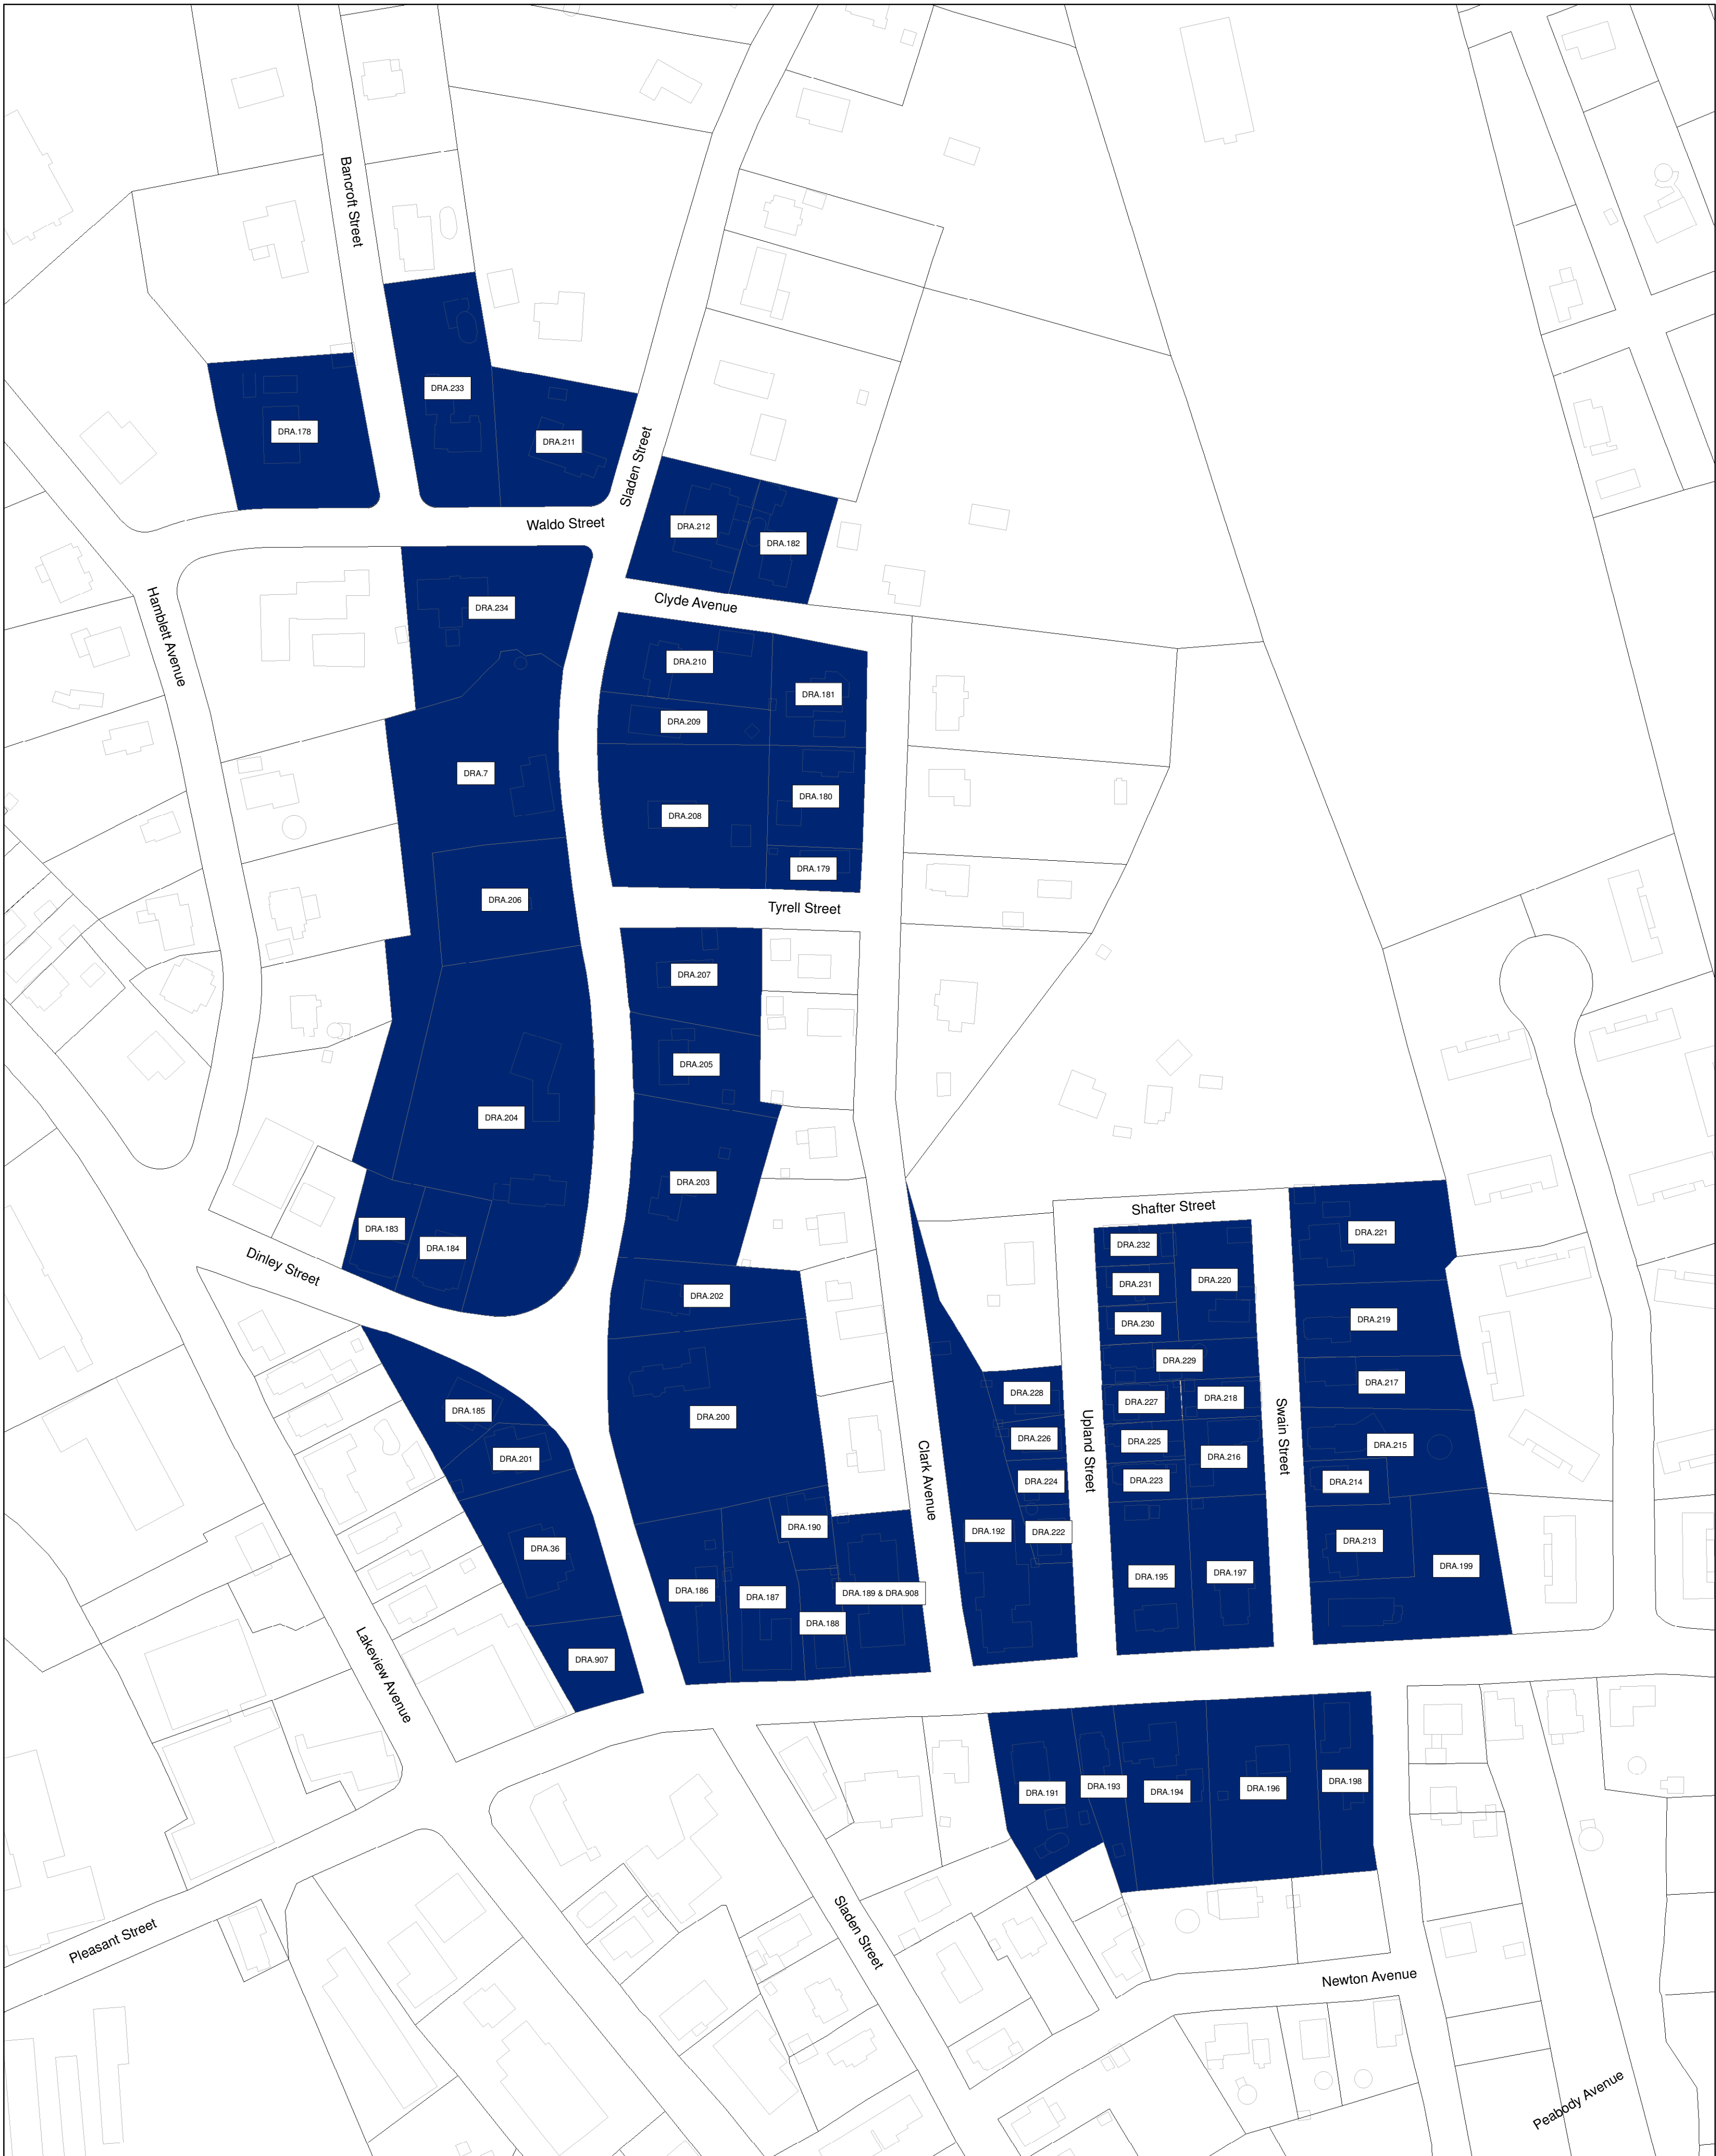 Bancroft Street
DRA.233
DRA.178
DRA.211
Sladen Street
Waldo Street
DRA.212
DRA.182
Hamblett Avenue
DRA.234
Clyde Avenue
DRA.210
DRA.181
DRA.209
DRA.7
DRA.180
DRA.208
DRA.179
DRA.206
Tyrell Street
DRA.207
DRA.205
DRA.204
DRA.203
Shafter Street
DRA.183
DRA.184
DRA.221
DRA.232
Dinley Street
DRA.231
DRA.220
DRA.202
DRA.230
DRA.219
DRA.229
DRA.217
DRA.228
DRA.227
DRA.218
DRA.185
DRA.200
Upland Street
Swain Street
DRA.226
DRA.225
DRA.215
DRA.201
DRA.216
Clark Avenue
DRA.224
DRA.223
DRA.214
DRA.190
DRA.192
DRA.222
DRA.213
DRA.36
DRA.199
DRA.195
DRA.197
DRA.186
DRA.187
DRA.189 & DRA.908
DRA.188
Lakeview Avenue
DRA.907
DRA.191
DRA.193
DRA.194
DRA.196
DRA.198
Pleasant Street
Sladen Street
Newton Avenue
Peabody Avenue